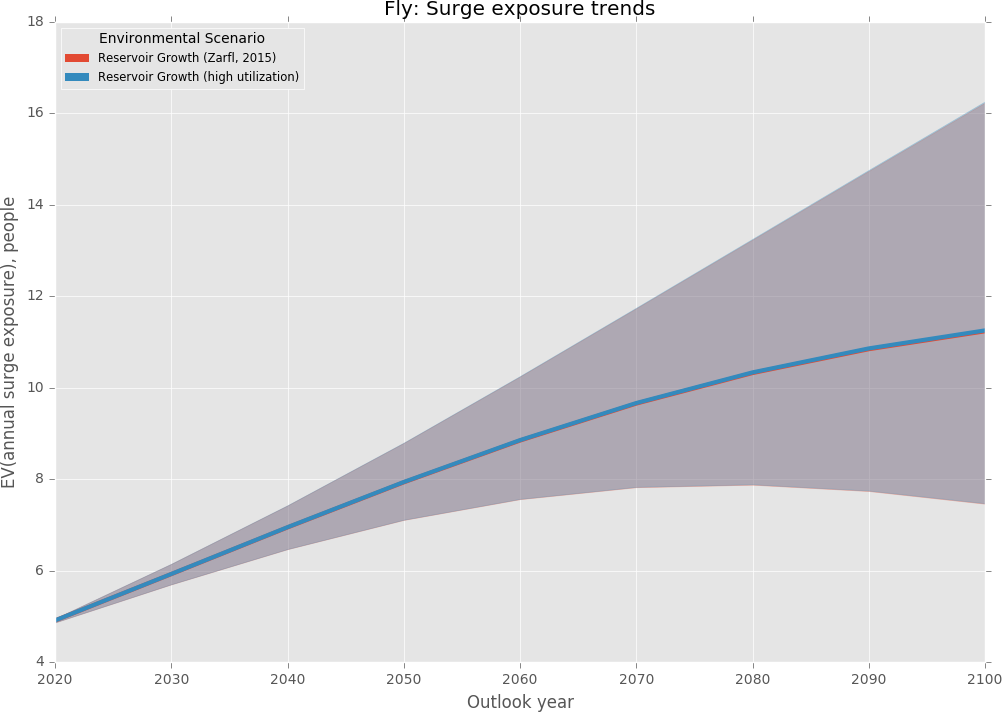 Fly: Surge exposure trends
Environmental Scenario
Reservoir Growth (Zarfl, 2015)
Reservoir Growth (high utilization)
EV(annual surge exposure), people
18
16
14
12
10
8
6
4
2020 2030 2040 2050 2060 2070 2080 2090 2100
Outlook year